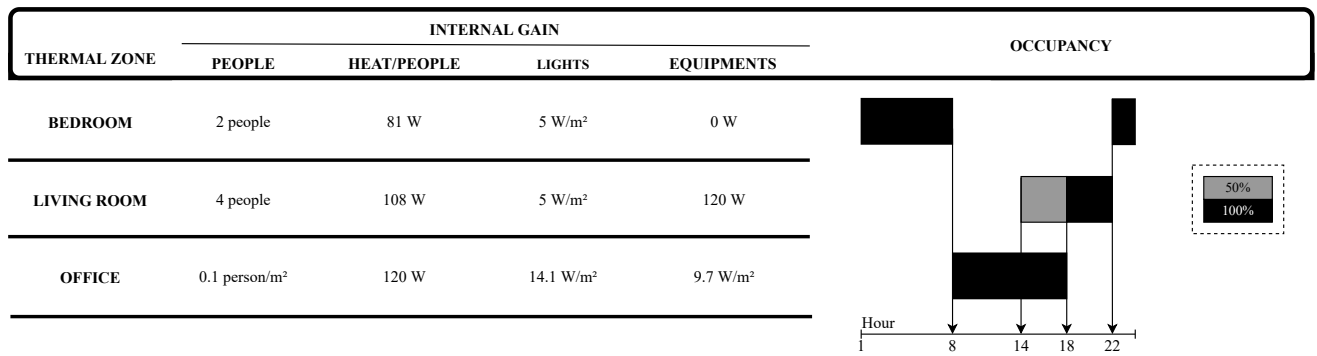 INTERNAL GAIN
OCCUPANCY
THERMAL ZONE PEOPLE HEAT/PEOPLE LIGHTS EQUIPMENTS
BEDROOM 2 people 81 W 5 W/m² 0 W
LIVING ROOM 4 people 108 W 5 W/m² 120 W
50%
100%
OFFICE 0.1 person/m² 120 W 14.1 W/m² 9.7 W/m²
Hour
1 8 14 18 22